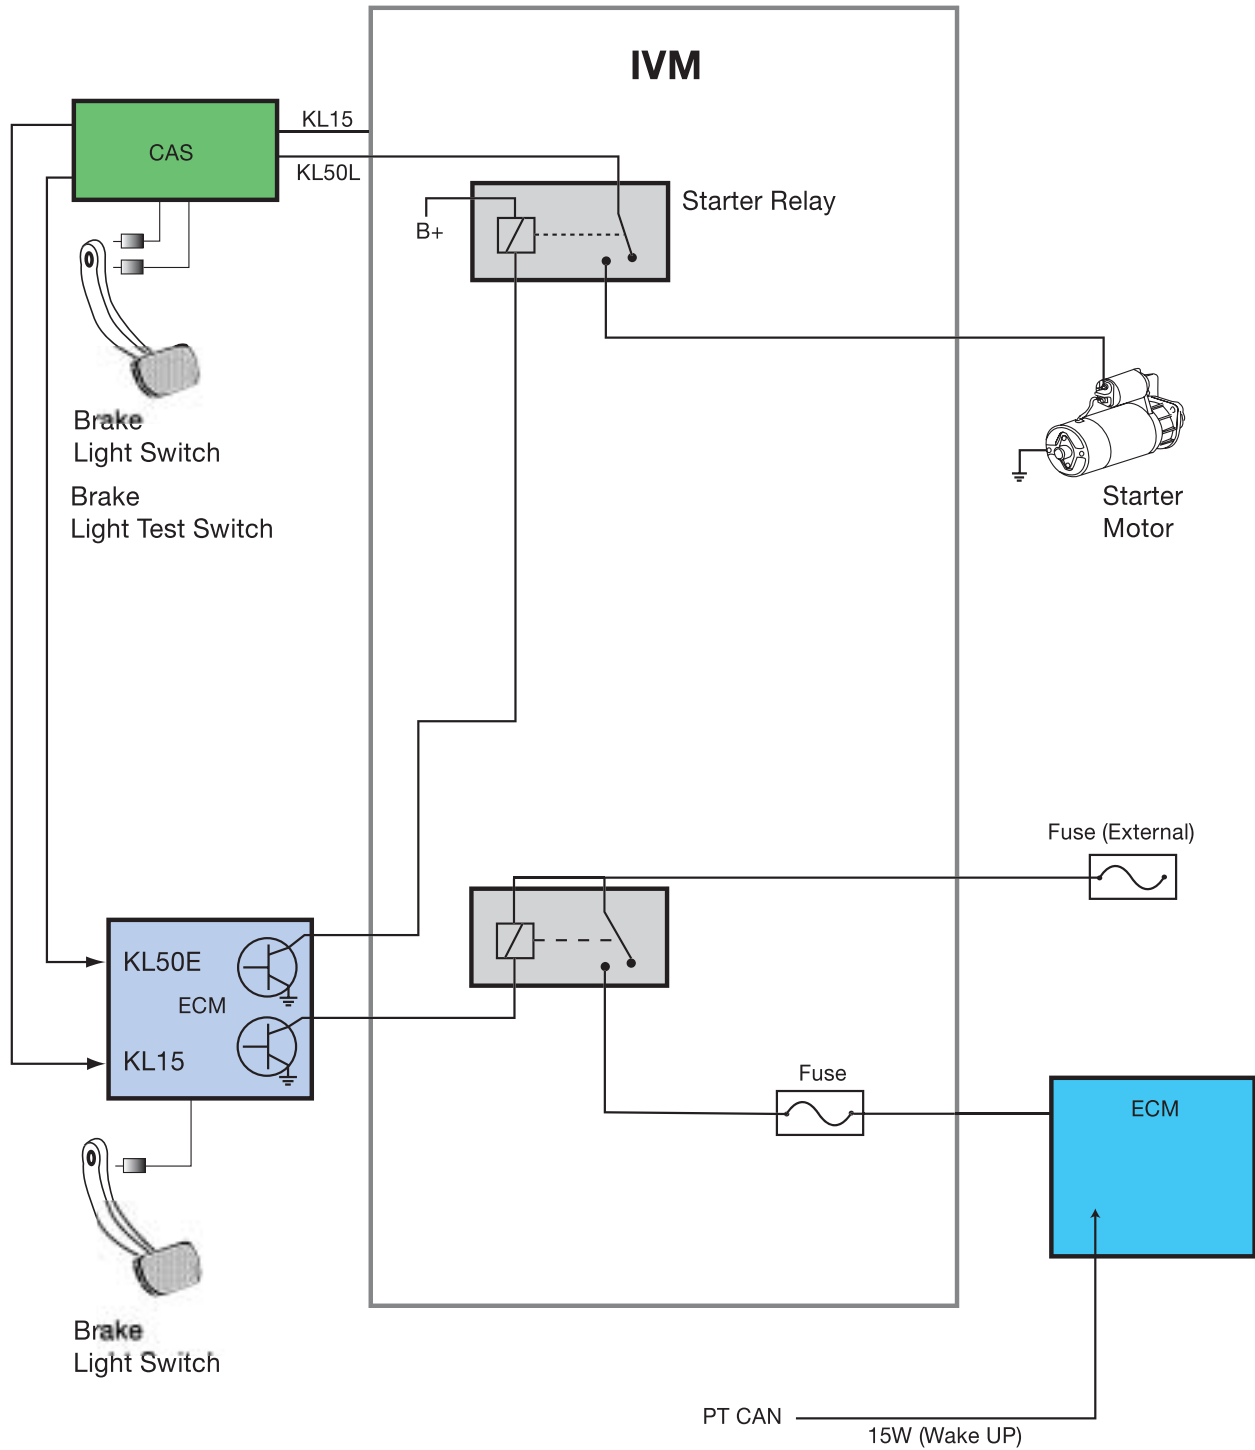 IVM
KL15
CAS
KL50L
Starter Relay
B+
Brake
Light Switch
Brake
Light Test Switch
Starter
Motor
Fuse (External)
KL50E
ECM
KL15
Fuse
ECM
Brake
Light Switch
PT CAN
15W (Wake UP)